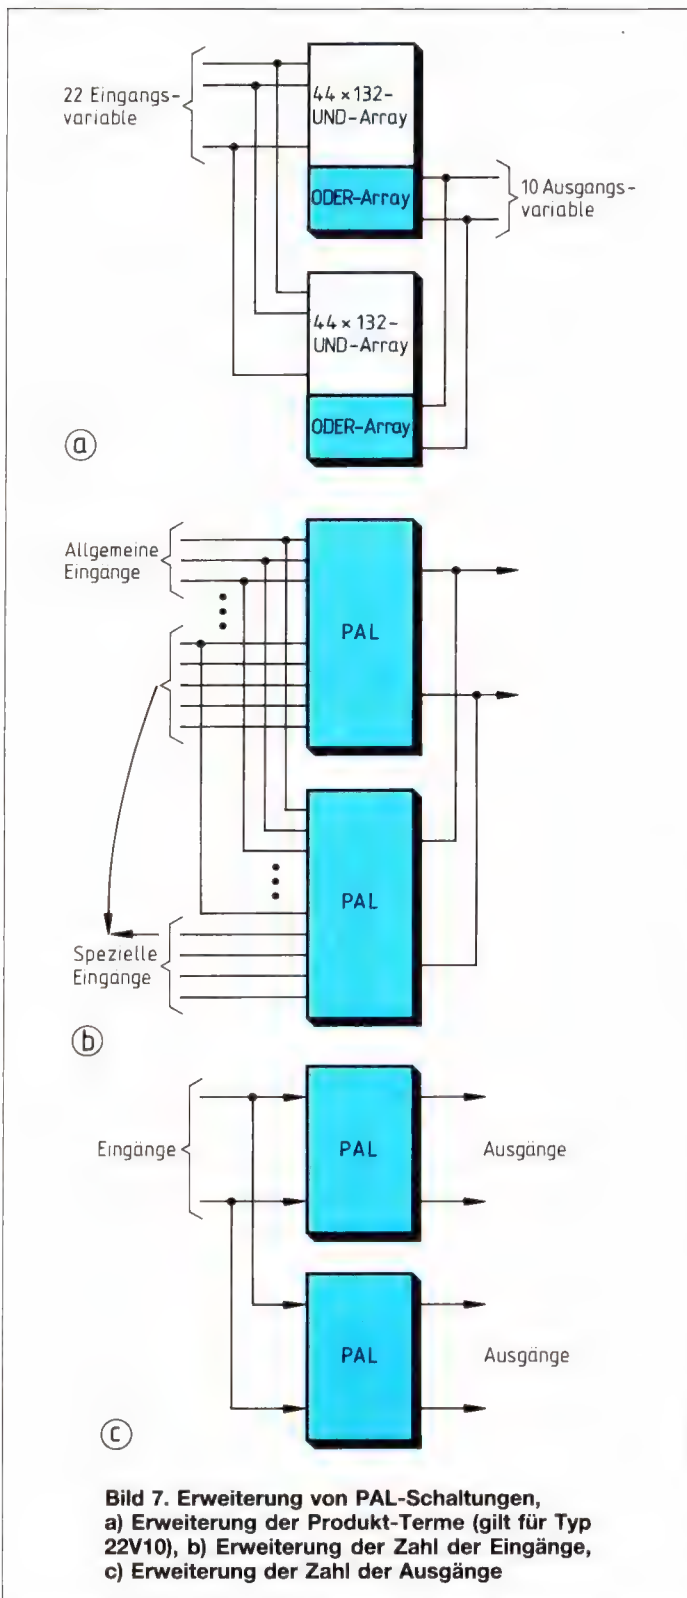 22 Eingangs-
variable
44 × 132-
UND-Array
ODER-Array
10 Ausgangs-
variable
44 × 132-
UND-Array
ODER-Array
a
Allgemeine
Eingänge
PAL
PAL
Spezielle
Eingänge
b
Eingänge
PAL
Ausgänge
PAL
Ausgänge
c
Bild 7. Erweiterung von PAL-Schaltungen,
a) Erweiterung der Produkt-Terme (gilt für Typ
22V10), b) Erweiterung der Zahl der Eingänge,
c) Erweiterung der Zahl der Ausgänge